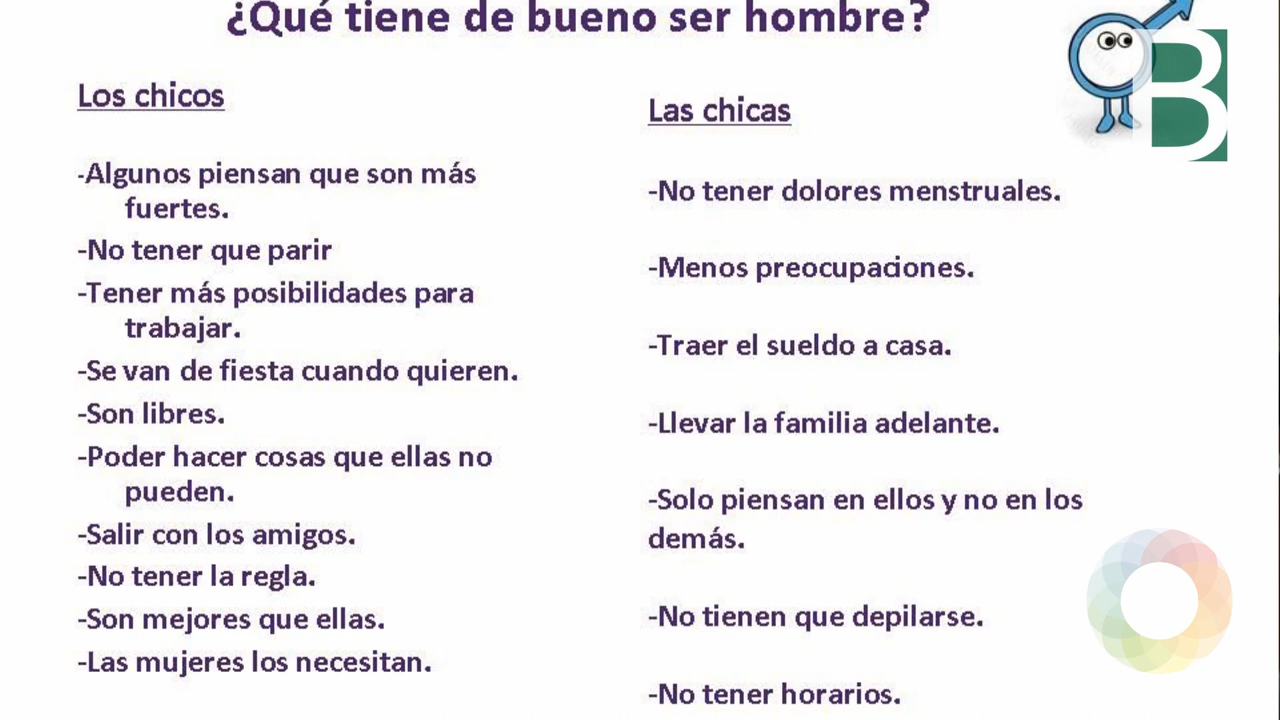 ¿Qué tiene de bueno ser hombre?
B
Los chicos
-Algunos piensan que son más
fuertes.
-No tener que parir
-Tener más posibilidades para
trabajar.
-Se van de fiesta cuando quieren.
-Son libres.
-Poder hacer cosas que ellas no
pueden.
-Salir con los amigos.
-No tener la regla.
-Son mejores que ellas.
-Las mujeres los necesitan.
Las chicas
-No tener dolores menstruales.
-Menos preocupaciones.
-Traer el sueldo a casa.
-Llevar la familia adelante.
-Solo piensan en ellos y no en los
demás.
-No tienen que depilarse.
-No tener horarios.